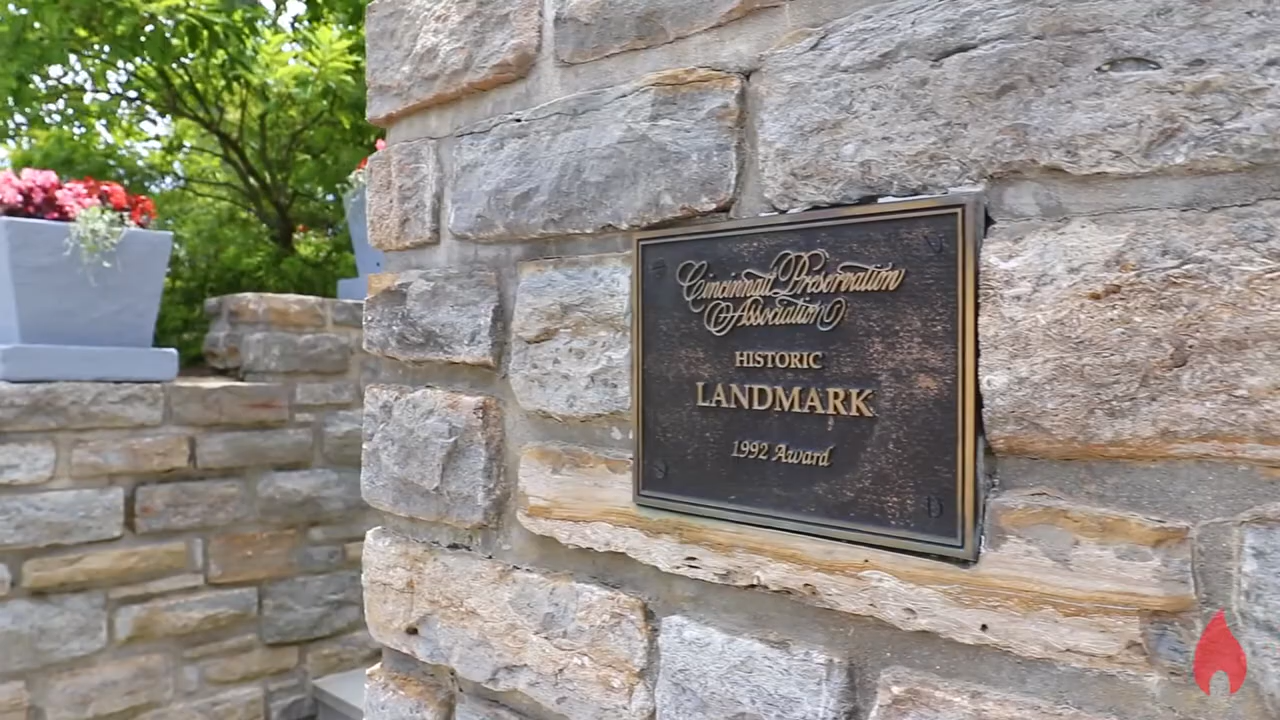 Cincinnati Preservation
Association
HISTORIC
LANDMARK
1992 Award